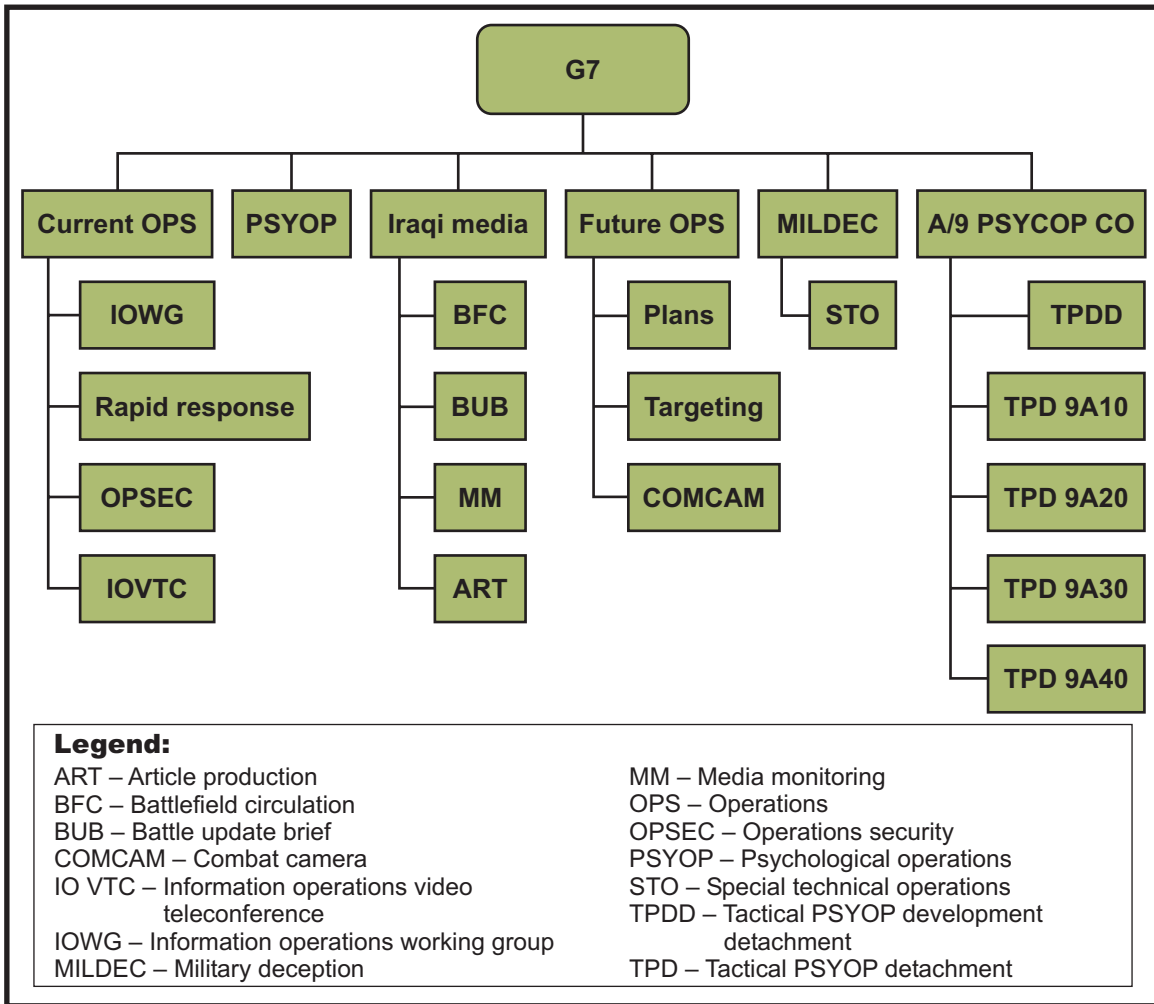 G7
Current OPS
PSYOP
Iraqi media
Future OPS
MILDEC
A/9 PSYCOP CO
IOWG
BFC
Plans
STO
TPDD
Rapid response
BUB
Targeting
TPD 9A10
OPSEC
MM
COMCAM
TPD 9A20
IOVTC
ART
TPD 9A30
TPD 9A40
Legend:
ART – Article production
BFC – Battlefield circulation
BUB – Battle update brief
COMCAM – Combat camera
IO VTC – Information operations video
teleconference
IOWG – Information operations working group
MILDEC – Military deception
MM – Media monitoring
OPS – Operations
OPSEC – Operations security
PSYOP – Psychological operations
STO – Special technical operations
TPDD – Tactical PSYOP development
detachment
TPD – Tactical PSYOP detachment